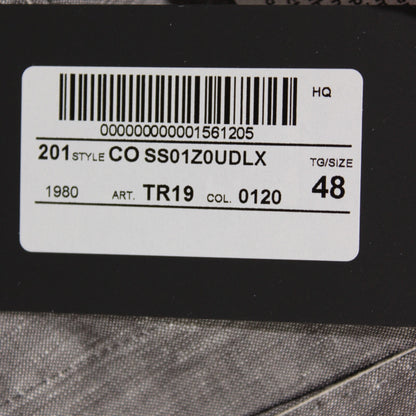 HQ
000000000001561205
201 STYLE CO SS01Z0UDLX TG/SIZE
1980 ART. TR19 COL. 0120 48